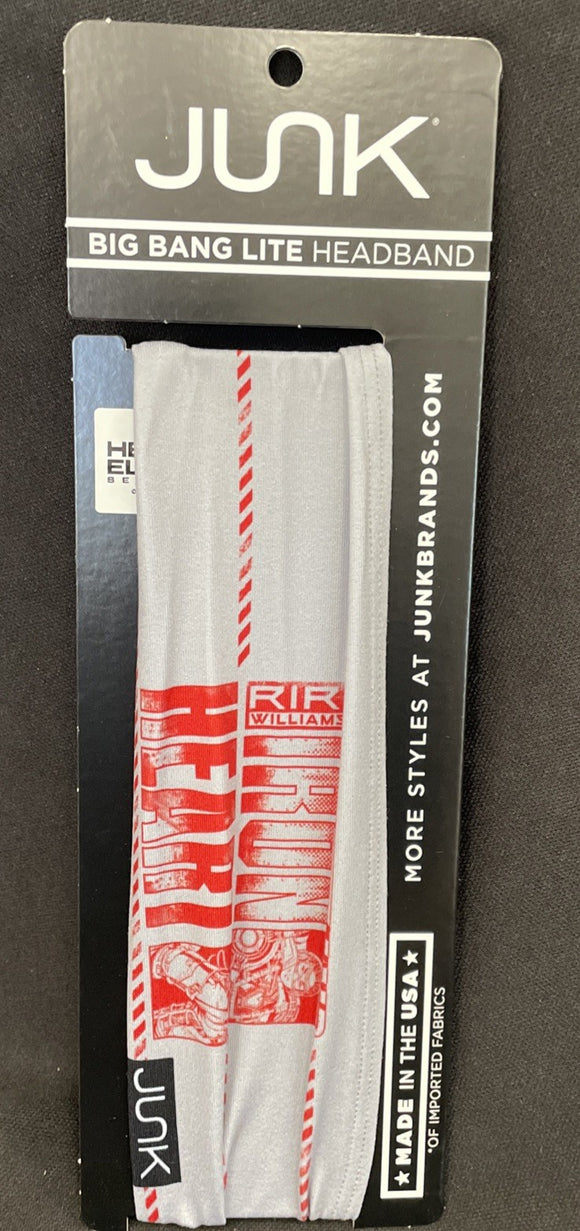 JUNK
BIG BANG LITE HEADBAND
MORE STYLES AT JUNKBRANDS.COM
RIRI
WILLIAMS
IRON
HEART
JUNK
★ MADE IN THE USA ★
*OF IMPORTED FABRICS